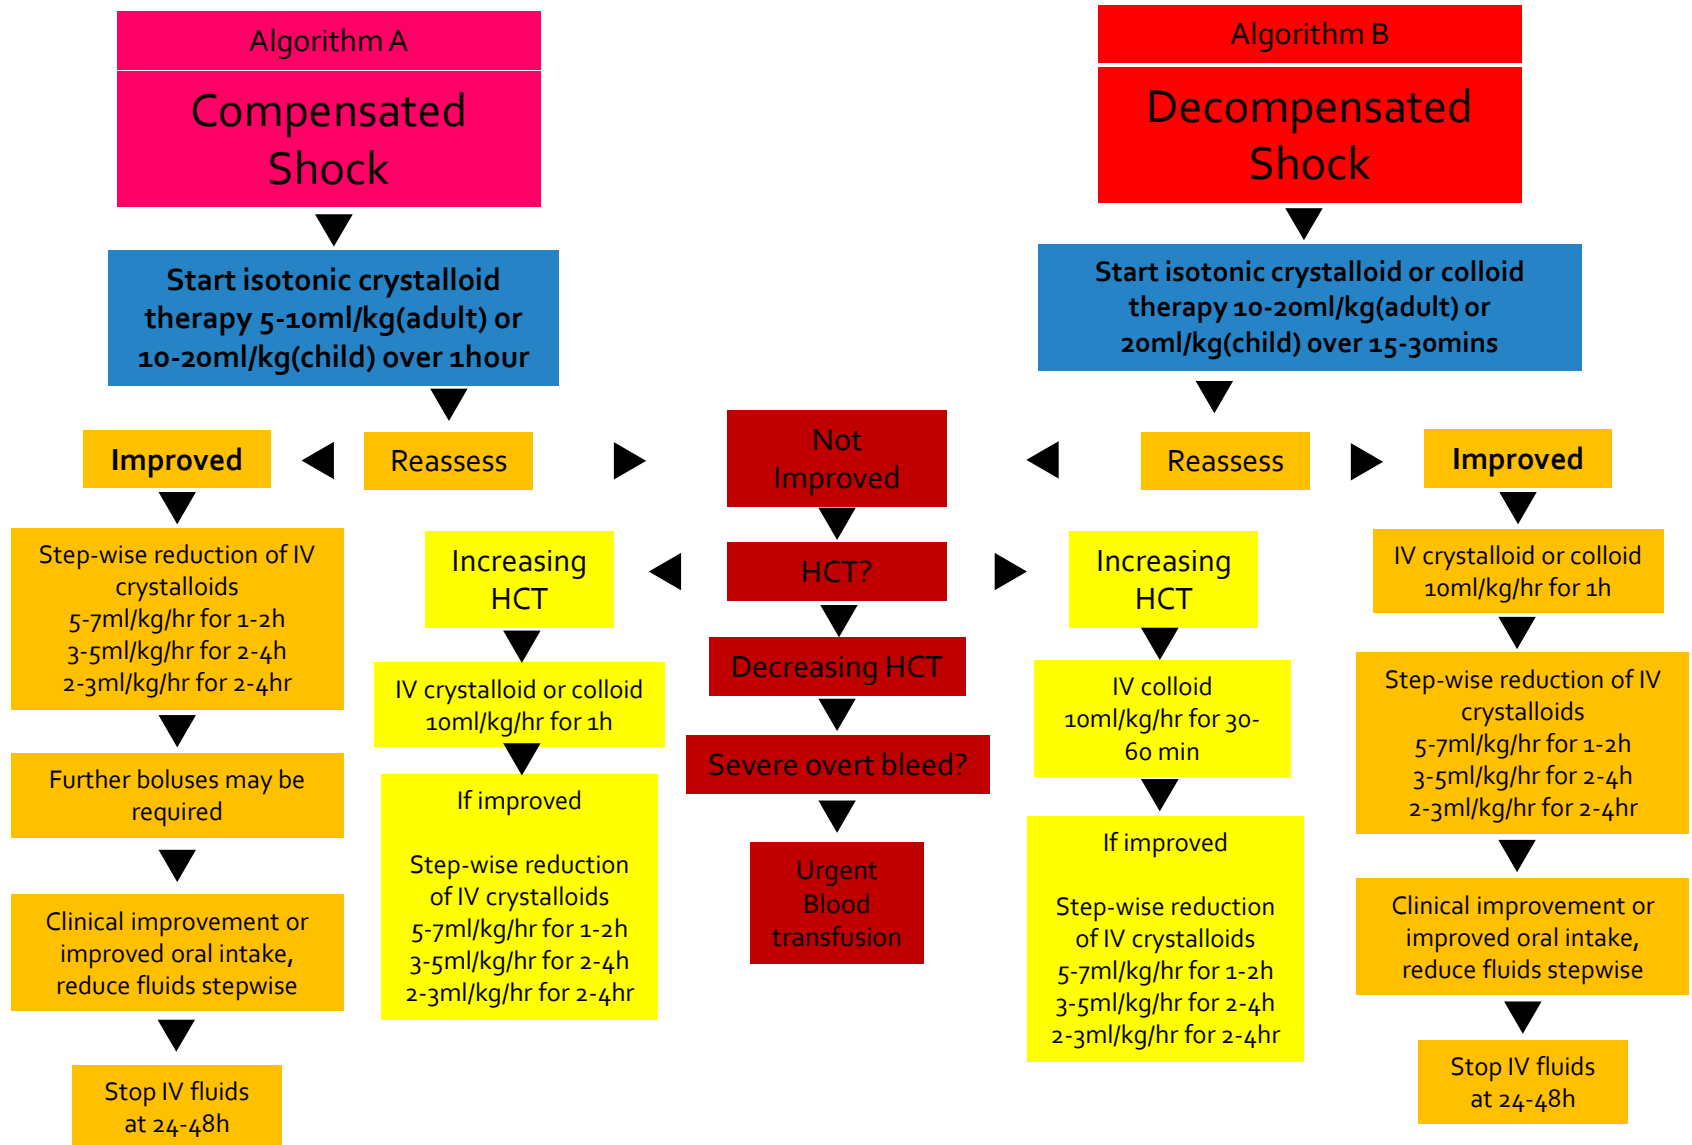 Algorithm A
Compensated
Shock
Start isotonic crystalloid
therapy 5-10ml/kg(adult) or
10-20ml/kg(child) over 1hour
Reassess
Improved
Step-wise reduction of IV
crystalloids
5-7ml/kg/hr for 1-2h
3-5ml/kg/hr for 2-4h
2-3ml/kg/hr for 2-4hr
Further boluses may be
required
Clinical improvement or
improved oral intake,
reduce fluids stepwise
Stop IV fluids
at 24-48h
Increasing
HCT
IV crystalloid or colloid
10ml/kg/hr for 1h
If improved
Step-wise reduction
of IV crystalloids
5-7ml/kg/hr for 1-2h
3-5ml/kg/hr for 2-4h
2-3ml/kg/hr for 2-4hr
Not
Improved
HCT?
Decreasing HCT
Severe overt bleed?
Urgent
Blood
transfusion
Algorithm B
Decompensated
Shock
Start isotonic crystalloid or colloid
therapy 10-20ml/kg(adult) or
20ml/kg(child) over 15-30mins
Reassess
Increasing
HCT
IV colloid
10ml/kg/hr for 30-
60 min
If improved
Step-wise reduction
of IV crystalloids
5-7ml/kg/hr for 1-2h
3-5ml/kg/hr for 2-4h
2-3ml/kg/hr for 2-4hr
Improved
IV crystalloid or colloid
10ml/kg/hr for 1h
Step-wise reduction of IV
crystalloids
5-7ml/kg/hr for 1-2h
3-5ml/kg/hr for 2-4h
2-3ml/kg/hr for 2-4hr
Clinical improvement or
improved oral intake,
reduce fluids stepwise
Stop IV fluids
at 24-48h